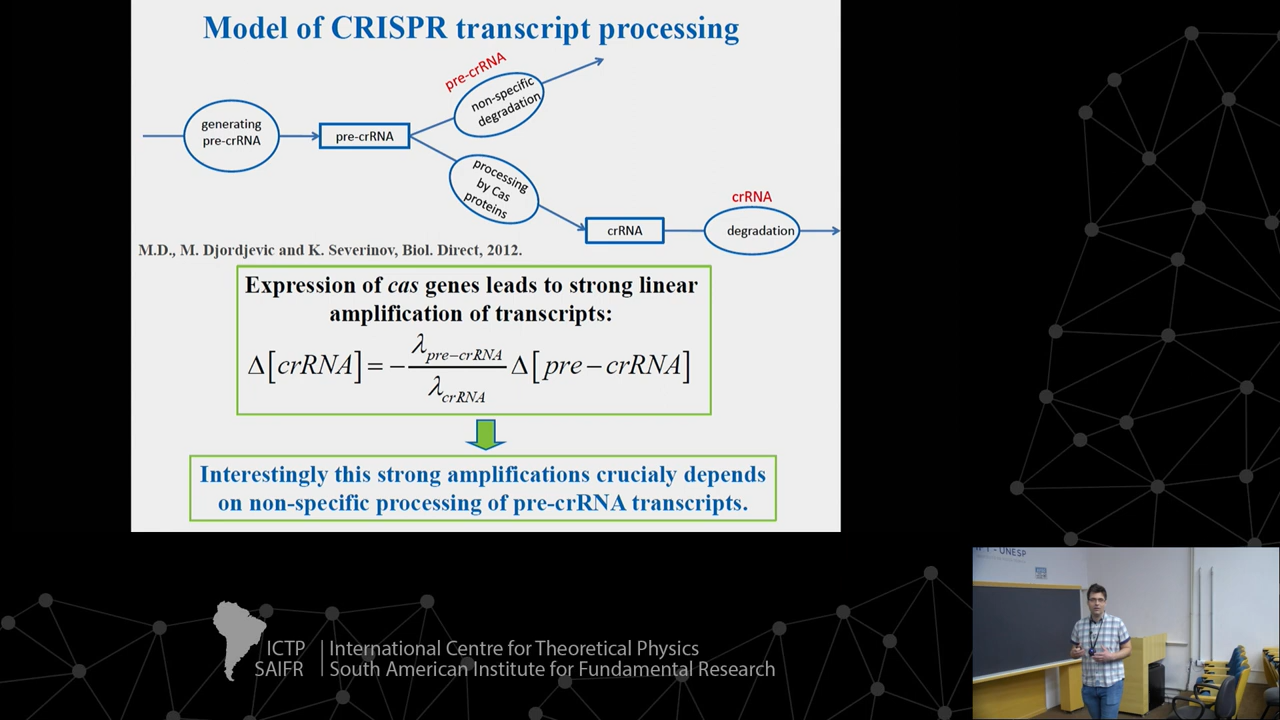 Model of CRISPR transcript processing
pre-crRNA
non-specific
degradation
generating
pre-crRNA
pre-crRNA
processing
by Cas
proteins
crRNA
crRNA
degradation
M.D., M. Djordjevic and K. Severinov, Biol. Direct, 2012.
Expression of cas genes leads to strong linear
amplification of transcripts:
Δ[crRNA] = − λpre−crRNA / λcrRNA Δ[pre−crRNA]
Interestingly this strong amplifications crucialy depends
on non-specific processing of pre-crRNA transcripts.
UNESP
ICTP | International Centre for Theoretical Physics
SAIFR | South American Institute for Fundamental Research